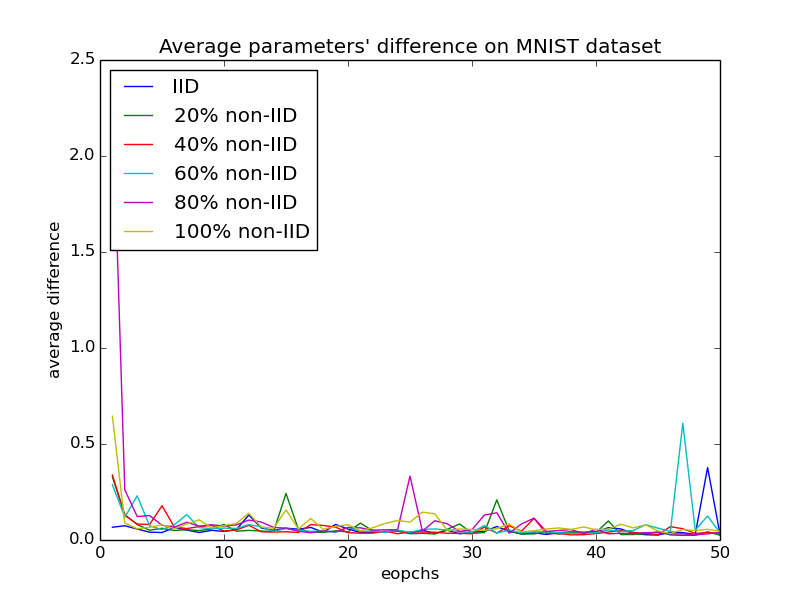 Average parameters' difference on MNIST dataset
2.5
2.0
1.5
1.0
0.5
0.0
average difference
IID
20% non-IID
40% non-IID
60% non-IID
80% non-IID
100% non-IID
0 10 20 30 40 50
eopchs